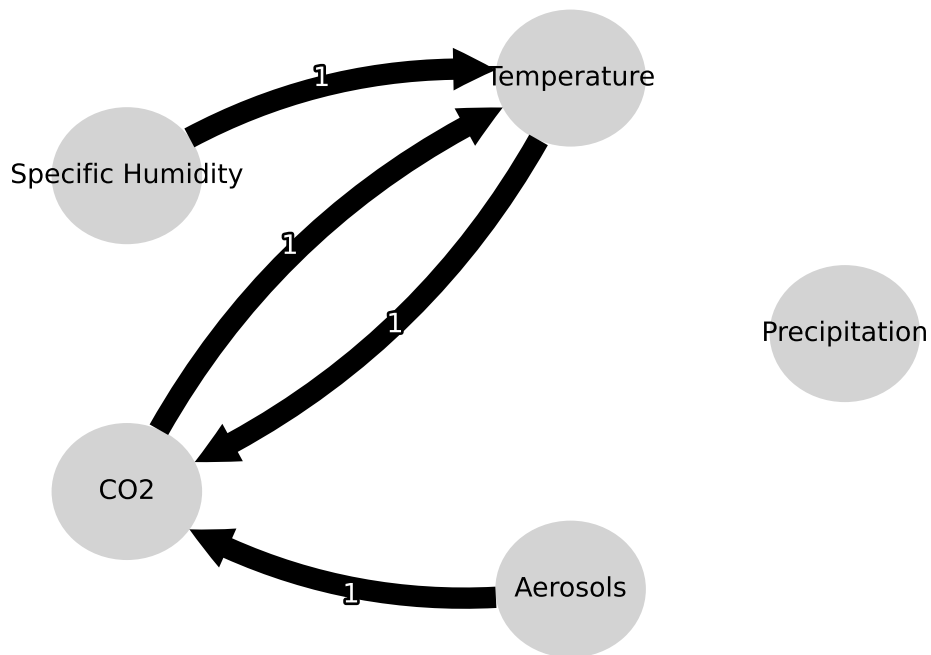 Temperature
1
Specific Humidity
1
1
Precipitation
CO2
Aerosols
1